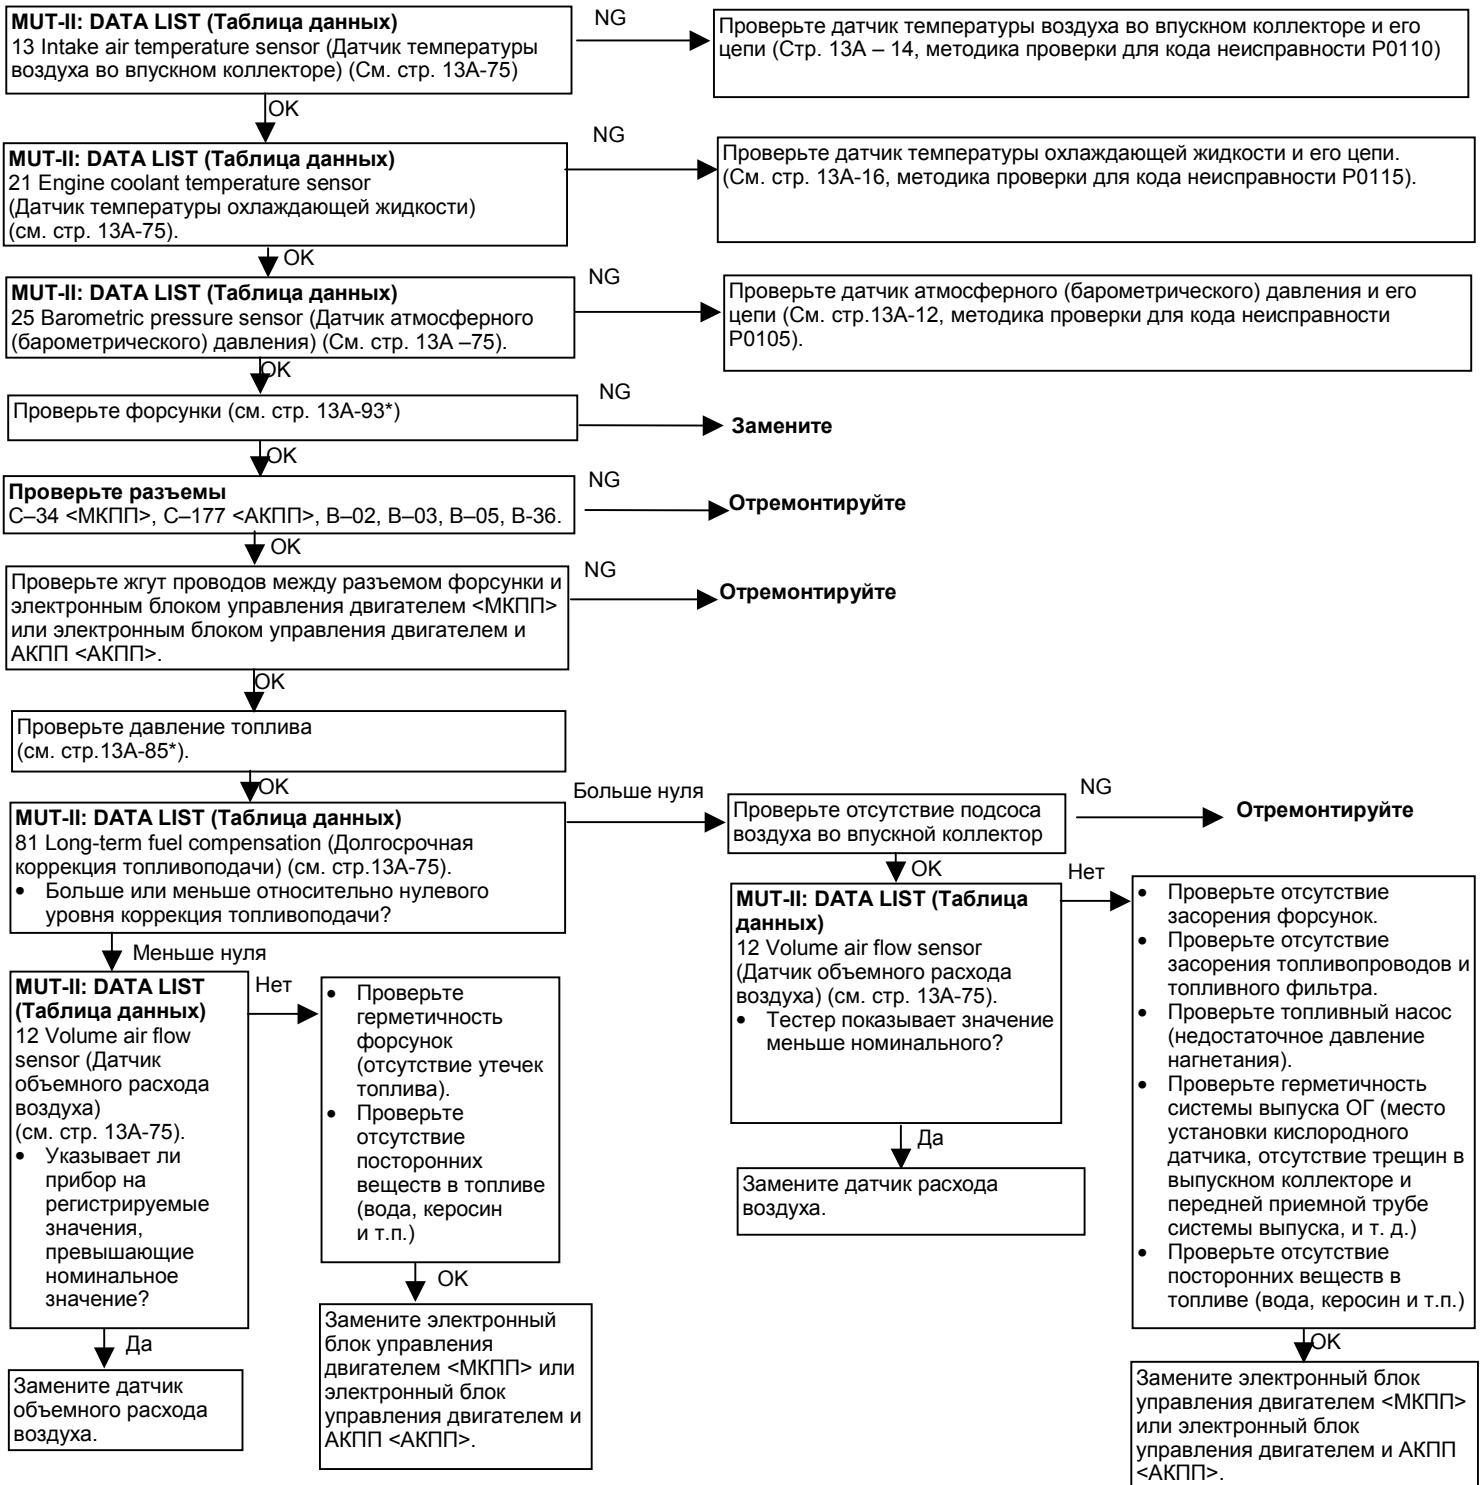 MUT-II: DATA LIST (Таблица данных)
13 Intake air temperature sensor (Датчик температуры
воздуха во впускном коллекторе) (См. стр. 13А-75)
NG
Проверьте датчик температуры воздуха во впускном коллекторе и его
цепи (Стр. 13А – 14, методика проверки для кода неисправности Р0110)
OK
MUT-II: DATA LIST (Таблица данных)
21 Engine coolant temperature sensor
(Датчик температуры охлаждающей жидкости)
(см. стр. 13А-75).
NG
Проверьте датчик температуры охлаждающей жидкости и его цепи.
(См. стр. 13А-16, методика проверки для кода неисправности Р0115).
OK
MUT-II: DATA LIST (Таблица данных)
25 Barometric pressure sensor (Датчик атмосферного
(барометрического) давления) (См. стр. 13А –75).
NG
Проверьте датчик атмосферного (барометрического) давления и его
цепи (См. стр.13А-12, методика проверки для кода неисправности
Р0105).
OK
Проверьте форсунки (см. стр. 13А-93*)
NG
Замените
OK
Проверьте разъемы
С–34 <МКПП>, С–177 <АКПП>, В–02, В–03, В–05, В-36.
NG
Отремонтируйте
OK
Проверьте жгут проводов между разъемом форсунки и
электронным блоком управления двигателем <МКПП>
или электронным блоком управления двигателем и
АКПП <АКПП>.
NG
Отремонтируйте
OK
Проверьте давление топлива
(см. стр.13А-85*).
OK
MUT-II: DATA LIST (Таблица данных)
81 Long-term fuel compensation (Долгосрочная
коррекция топливоподачи) (см. стр.13А-75).
• Больше или меньше относительно нулевого
уровня коррекция топливоподачи?
Больше нуля
Проверьте отсутствие подсоса
воздуха во впускной коллектор
NG
Отремонтируйте
OK
MUT-II: DATA LIST (Таблица
данных)
12 Volume air flow sensor
(Датчик объемного расхода
воздуха) (см. стр. 13А-75).
• Тестер показывает значение
меньше номинального?
Нет
• Проверьте отсутствие
засорения форсунок.
• Проверьте отсутствие
засорения топливопроводов и
топливного фильтра.
• Проверьте топливный насос
(недостаточное давление
нагнетания).
• Проверьте герметичность
системы выпуска ОГ (место
установки кислородного
датчика, отсутствие трещин в
выпускном коллекторе и
передней приемной трубе
системы выпуска, и т. д.)
• Проверьте отсутствие
посторонних веществ в
топливе (вода, керосин и т.п.)
Да
Замените датчик расхода
воздуха.
OK
Замените электронный блок
управления двигателем <МКПП>
или электронный блок
управления двигателем и АКПП
<АКПП>.
Меньше нуля
MUT-II: DATA LIST
(Таблица данных)
12 Volume air flow
sensor (Датчик
объемного расхода
воздуха)
(см. стр. 13А-75).
• Указывает ли
прибор на
регистрируемые
значения,
превышающие
номинальное
значение?
Нет
• Проверьте
герметичность
форсунок
(отсутствие утечек
топлива).
• Проверьте
отсутствие
посторонних
веществ в топливе
(вода, керосин
и т.п.)
OK
Замените электронный
блок управления
двигателем <МКПП> или
электронный блок
управления двигателем и
АКПП <АКПП>.
Да
Замените датчик
объемного расхода
воздуха.